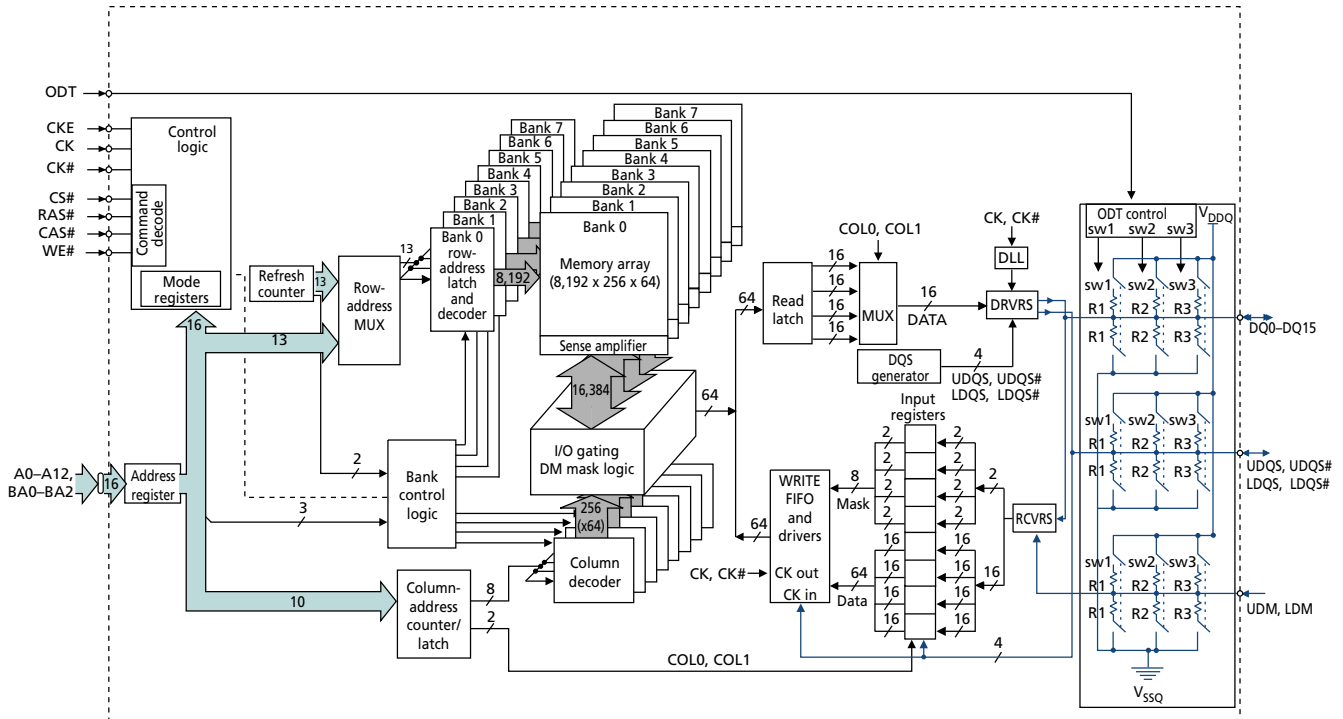 ODT
CKE
CK
CK#
CS#
RAS#
CAS#
WE#
Control
logic
Command
decode
Mode
registers
16
Refresh
counter
13
13
Row-
address
MUX
13
Bank 7
Bank 6
Bank 5
Bank 4
Bank 3
Bank 2
Bank 1
Bank 0
row-
address
latch
and
decoder
8,192
Bank 7
Bank 6
Bank 5
Bank 4
Bank 3
Bank 2
Bank 1
Bank 0
Memory array
(8,192 x 256 x 64)
Sense amplifier
16,384
I/O gating
DM mask logic
64
256
(x64)
Column
decoder
A0–A12,
BA0–BA2
16
Address
register
2
3
Bank
control
logic
10
Column-
address
counter/
latch
8
2
COL0, COL1
64
Read
latch
16
16
16
16
COL0, COL1
MUX
16
DATA
CK, CK#
DLL
DRVRS
DQS
generator
4
UDQS, UDQS#
LDQS, LDQS#
Input
registers
64
WRITE
FIFO
and
drivers
CK out
CK in
CK, CK#
8
Mask
64
Data
2
2
2
2
16
16
16
16
2
2
2
2
16
16
16
16
2
16
RCVRS
4
ODT control
VDDQ
sw1 sw2 sw3
sw1 sw2 sw3
R1 R2 R3
R1 R2 R3
DQ0–DQ15
sw1 sw2 sw3
R1 R2 R3
R1 R2 R3
UDQS, UDQS#
LDQS, LDQS#
sw1 sw2 sw3
R1 R2 R3
R1 R2 R3
UDM, LDM
VSSQ